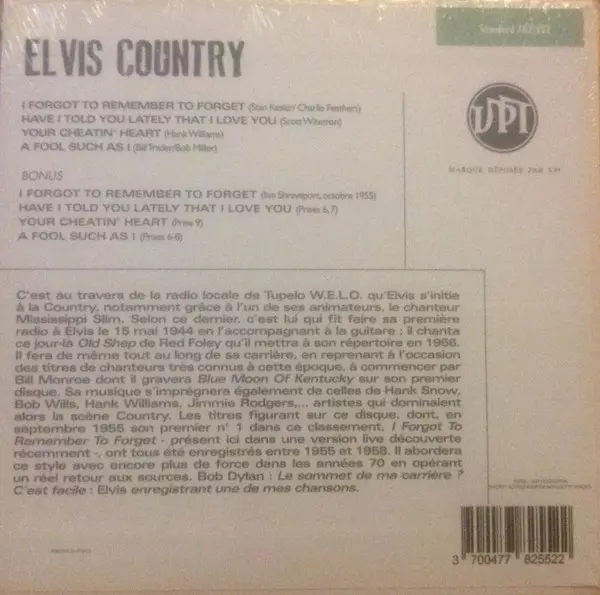 ELVIS COUNTRY
I FORGOT TO REMEMBER TO FORGET (Stan Kesler/ Charlie Feathers)
HAVE I TOLD YOU LATELY THAT I LOVE YOU (Scott Wiseman)
YOUR CHEATIN' HEART (Hank Williams)
A FOOL SUCH AS I (Bill Trader/Bob Miller)
BONUS
I FORGOT TO REMEMBER TO FORGET (live Shreveport, octobre 1955)
HAVE I TOLD YOU LATELY THAT I LOVE YOU (Prises 6, 7)
YOUR CHEATIN' HEART (Prise 9)
A FOOL SUCH AS I (Prises 6-8)
VPI
MARQUE DÉPOSÉE PAR VPI
C'est au travers de la radio locale de Tupelo W.E.L.O. qu'Elvis s'initie
à la Country, notamment grâce à l'un de ses animateurs, le chanteur
Mississippi Slim. Selon ce dernier, c'est lui qui fit faire sa première
radio à Elvis le 15 mai 1944 en l'accompagnant à la guitare ; il chanta
ce jour-là Old Shep de Red Foley qu'il mettra à son répertoire en 1956.
Il fera de même tout au long de sa carrière, en reprenant à l'occasion
des titres de chanteurs très connus à cette époque, à commencer par
Bill Monroe dont il gravera Blue Moon Of Kentucky sur son premier
disque. Sa musique s'imprégnera également de celles de Hank Snow,
Bob Wills, Hank Williams, Jimmie Rodgers,... artistes qui dominaient
alors la scène Country. Les titres figurant sur ce disque, dont, en
septembre 1955 son premier n° 1 dans ce classement, I Forgot To
Remember To Forget - présent ici dans une version live découverte
récemment -, ont tous été enregistrés entre 1955 et 1958. Il abordera
ce style avec encore plus de force dans les années 70 en opérant
un réel retour aux sources. Bob Dylan : Le sommet de ma carrière ?
C'est facile : Elvis enregistrant une de mes chansons.
3 700477 825522